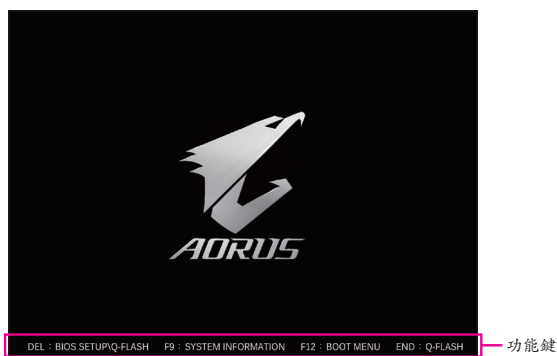 AORUS
DEL : BIOS SETUP\Q-FLASH F9 : SYSTEM INFORMATION F12 : BOOT MENU END : Q-FLASH
功能鍵